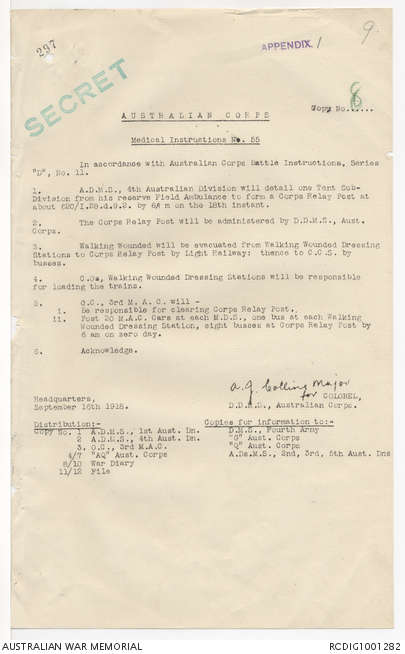 297
APPENDIX. 1
9.
SECRET
Copy No. 8
AUSTRALIAN CORPS
Medical Instructions No. 55
In accordance with Australian Corps Battle Instructions, Series
"D", No. 11.
1. A.D.M.S., 4th Australian Division will detail one Tent Sub-
Division from his reserve Field Ambulance to form a Corps Relay Post at
about 62C/I.28.d.9.8. by 6 p m on the 18th instant.
2. The Corps Relay Post will be administered by D.D.M.S., Aust.
Corps.
3. Walking Wounded will be evacuated from Walking Wounded Dressing
Stations to Corps Relay Post by Light Railway: thence to C.C.S. by
busses.
4. C.Os, Walking Wounded Dressing Stations will be responsible
for loading the trains.
5. O.C., 3rd M.A.C. will -
i. Be responsible for clearing Corps Relay Post.
ii. Post 20 M.A.C. Cars at each M.D.S., one bus at each Walking
Wounded Dressing Station, eight busses at Corps Relay Post by
6 am on zero day.
6. Acknowledge.
A. J. Collins Major
for COLONEL,
Headquarters,
D.D.M.S., Australian Corps.
September 16th 1918.
Distribution:-
Copy No. 1 A.D.M.S., 1st Aust. Dn.
2 A.D.M.S., 4th Aust. Dn.
3. O.C., 3rd M.A.C.
4/7 "AQ" Aust. Corps
8/10 War Diary
11/12 File
Copies for information to:-
D.M.S., Fourth Army
"G" Aust. Corps
"Q" Aust. Corps
A.Ds.M.S., 2nd, 3rd, 5th Aust. Dns
AUSTRALIAN WAR MEMORIAL
RCDIG1001282